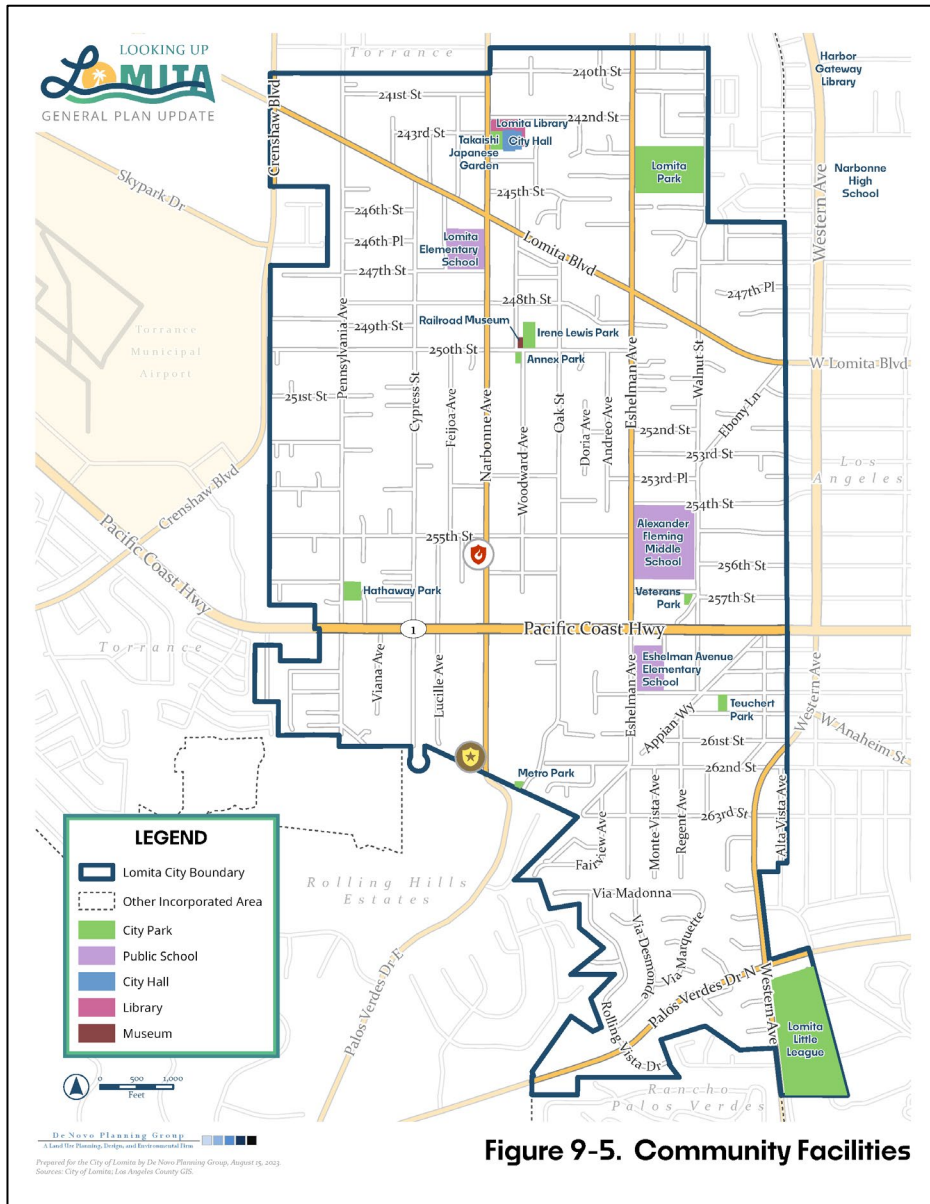 LOOKING UP
LOMITA
GENERAL PLAN UPDATE
Torrance
240th St
Harbor
Gateway
Library
241st St
Crenshaw Blvd
Lomita Library
242nd St
243rd St
Takaishi
Japanese
Garden
City Hall
Lomita
Park
Narbonne
High
School
Western Ave
Skypark Dr
245th St
246th St
Lomita
Elementary
School
246th Pl
Lomita Blvd
247th St
247th Pl
248th St
Railroad Museum
Irene Lewis Park
249th St
Torrance
Municipal
Airport
Pennsylvania Ave
250th St
Annex Park
Eshelman Ave
Walnut St
W Lomita Blvd
251st St
Cypress St
Feijoa Ave
Narbonne Ave
Woodward Ave
Oak St
Doria Ave
Andreo Ave
Ebony Ln
252nd St
253rd St
253rd Pl
Los
Angeles
Crenshaw Blvd
254th St
Pacific Coast Hwy
255th St
Alexander
Fleming
Middle
School
256th St
Hathaway Park
Veterans
Park
257th St
1
Pacific Coast Hwy
Torrance
Viana Ave
Lucille Ave
Eshelman Ave
Eshelman Avenue
Elementary
School
Appian Wy
Teuchert
Park
Western Ave
W Anaheim St
261st St
262nd St
Metro Park
263rd St
Fairview Ave
Monte Vista Ave
Regent Ave
Alta Vista Ave
Rolling Hills
Estates
Via Madonna
Via Desmonde
Via Marquette
Palos Verdes Dr E
Palos Verdes Dr N
Western Ave
Rolling Vista Dr
Lomita
Little
League
Rancho
Palos Verdes
LEGEND
Lomita City Boundary
Other Incorporated Area
City Park
Public School
City Hall
Library
Museum
0 500 1,000
Feet
De Novo Planning Group
A Land Use Planning, Design, and Environmental Firm
Prepared for the City of Lomita by De Novo Planning Group, August 15, 2023.
Sources: City of Lomita; Los Angeles County GIS.
Figure 9-5. Community Facilities